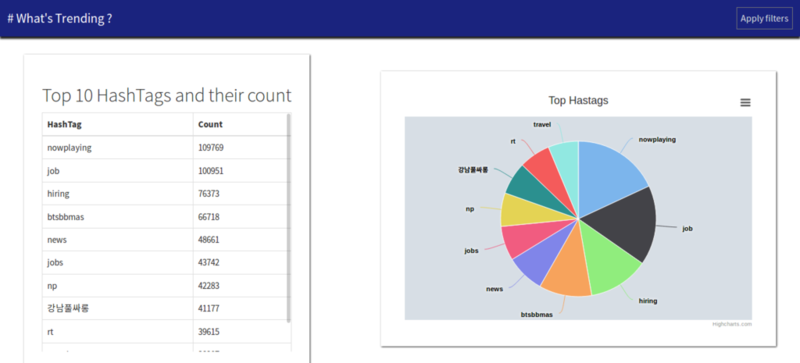 # What's Trending ?
Apply filters
Top 10 HashTags and their count
HashTag Count
nowplaying 109769
job 100951
hiring 76373
btsbbmas 66718
news 48661
jobs 43742
np 42283
강남풀싸롱 41177
rt 39615
Top Hastags
travel
nowplaying
rt
강남풀싸롱
np
job
jobs
news
hiring
btsbbmas
Highcharts.com